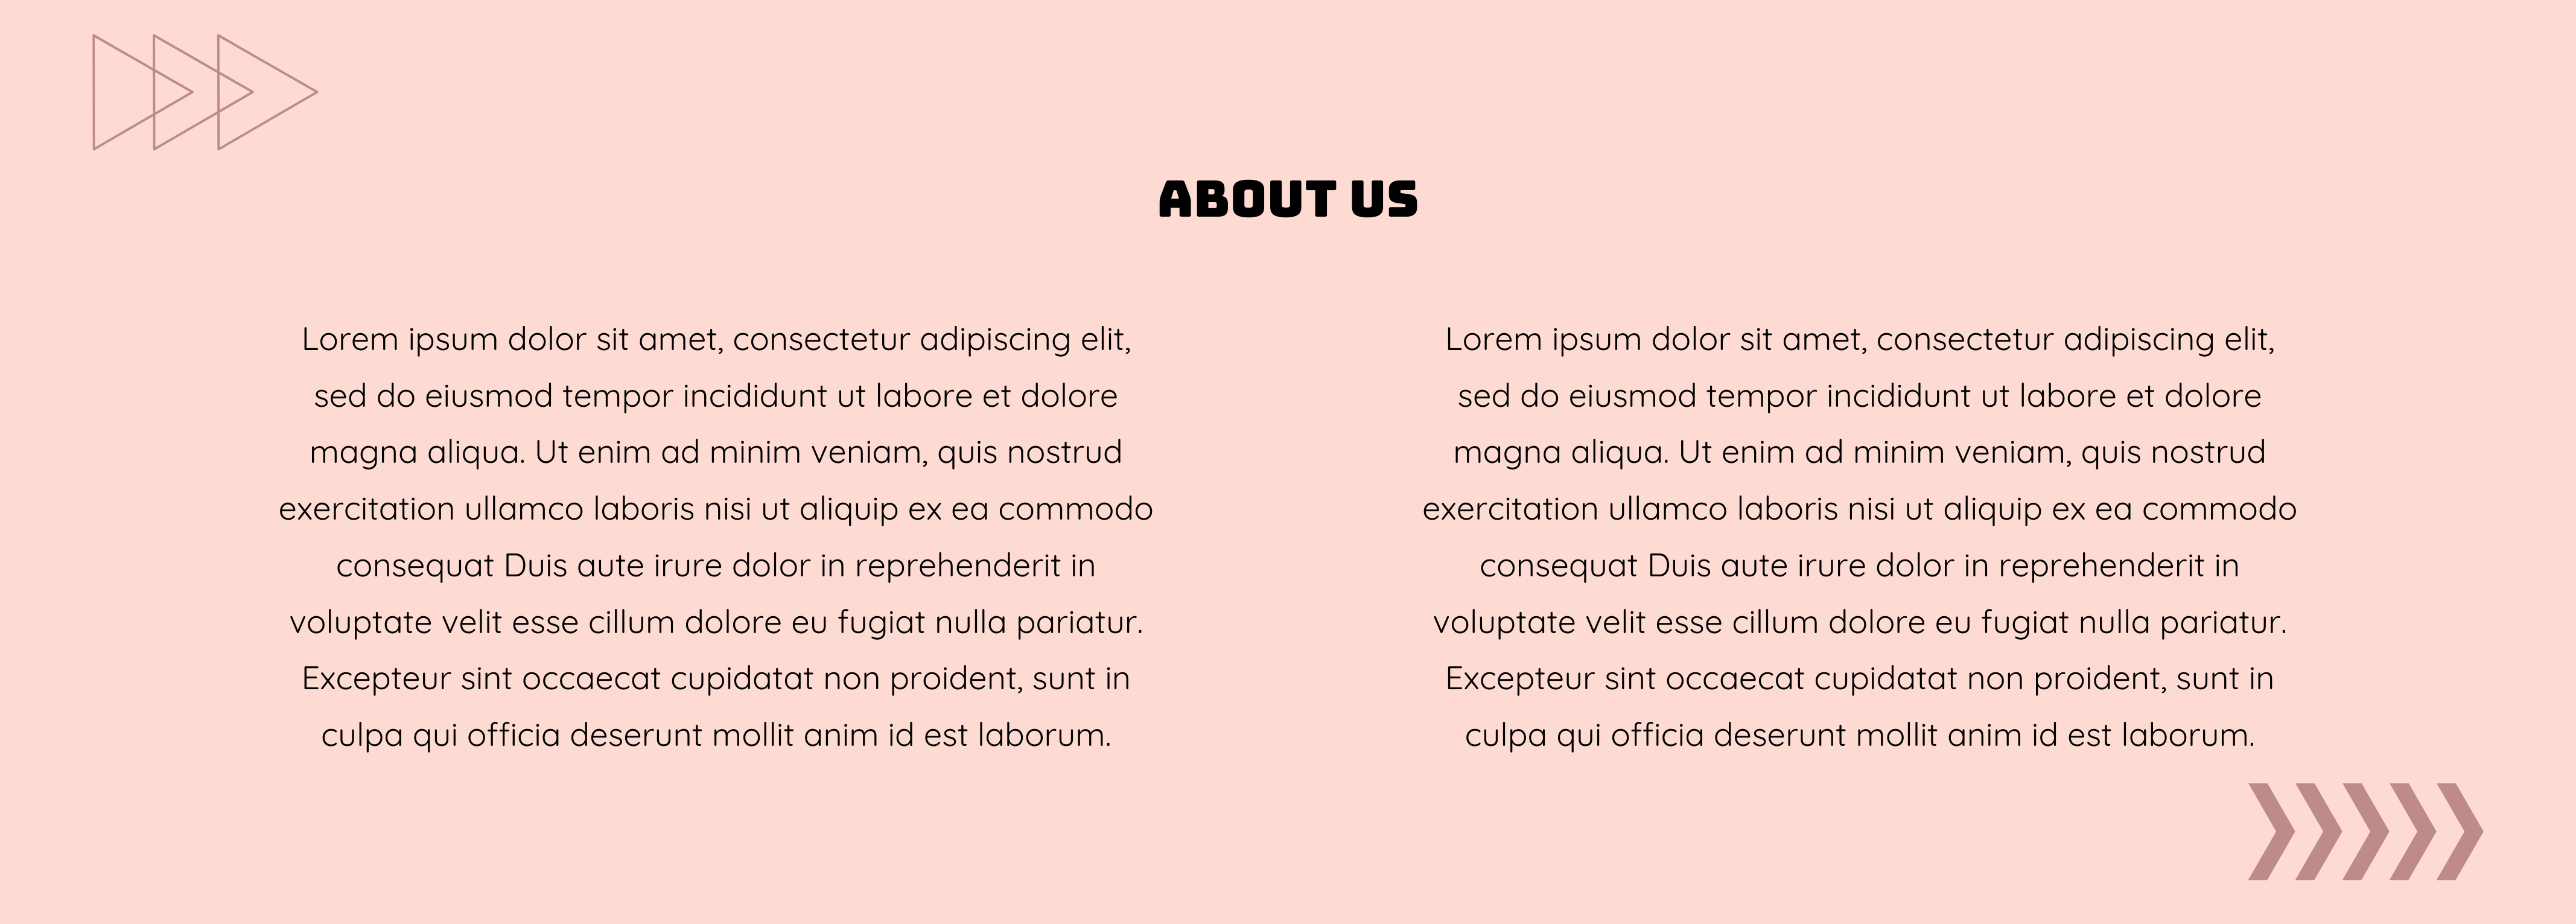 ABOUT US
Lorem ipsum dolor sit amet, consectetur adipiscing elit,
sed do eiusmod tempor incididunt ut labore et dolore
magna aliqua. Ut enim ad minim veniam, quis nostrud
exercitation ullamco laboris nisi ut aliquip ex ea commodo
consequat Duis aute irure dolor in reprehenderit in
voluptate velit esse cillum dolore eu fugiat nulla pariatur.
Excepteur sint occaecat cupidatat non proident, sunt in
culpa qui officia deserunt mollit anim id est laborum.
Lorem ipsum dolor sit amet, consectetur adipiscing elit,
sed do eiusmod tempor incididunt ut labore et dolore
magna aliqua. Ut enim ad minim veniam, quis nostrud
exercitation ullamco laboris nisi ut aliquip ex ea commodo
consequat Duis aute irure dolor in reprehenderit in
voluptate velit esse cillum dolore eu fugiat nulla pariatur.
Excepteur sint occaecat cupidatat non proident, sunt in
culpa qui officia deserunt mollit anim id est laborum.